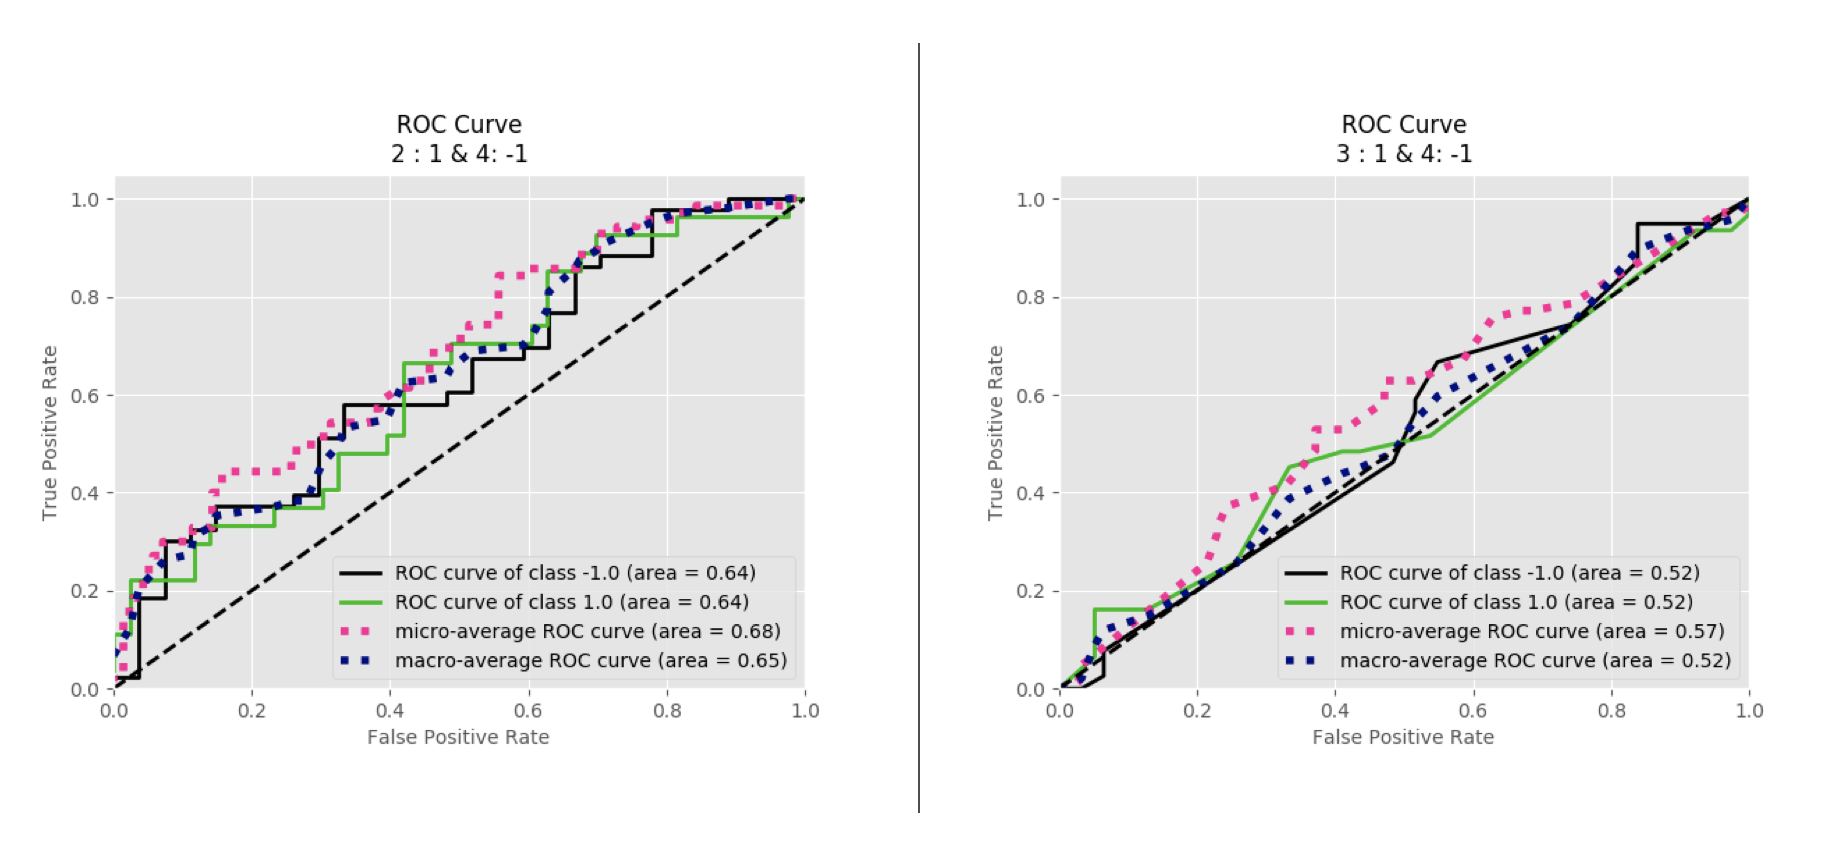 ROC Curve
2 : 1 & 4: -1
1.0
0.8
0.6
0.4
0.2
0.0
True Positive Rate
ROC curve of class -1.0 (area = 0.64)
ROC curve of class 1.0 (area = 0.64)
micro-average ROC curve (area = 0.68)
macro-average ROC curve (area = 0.65)
0.0 0.2 0.4 0.6 0.8 1.0
False Positive Rate
ROC Curve
3 : 1 & 4: -1
1.0
0.8
0.6
0.4
0.2
0.0
True Positive Rate
ROC curve of class -1.0 (area = 0.52)
ROC curve of class 1.0 (area = 0.52)
micro-average ROC curve (area = 0.57)
macro-average ROC curve (area = 0.52)
0.0 0.2 0.4 0.6 0.8 1.0
False Positive Rate